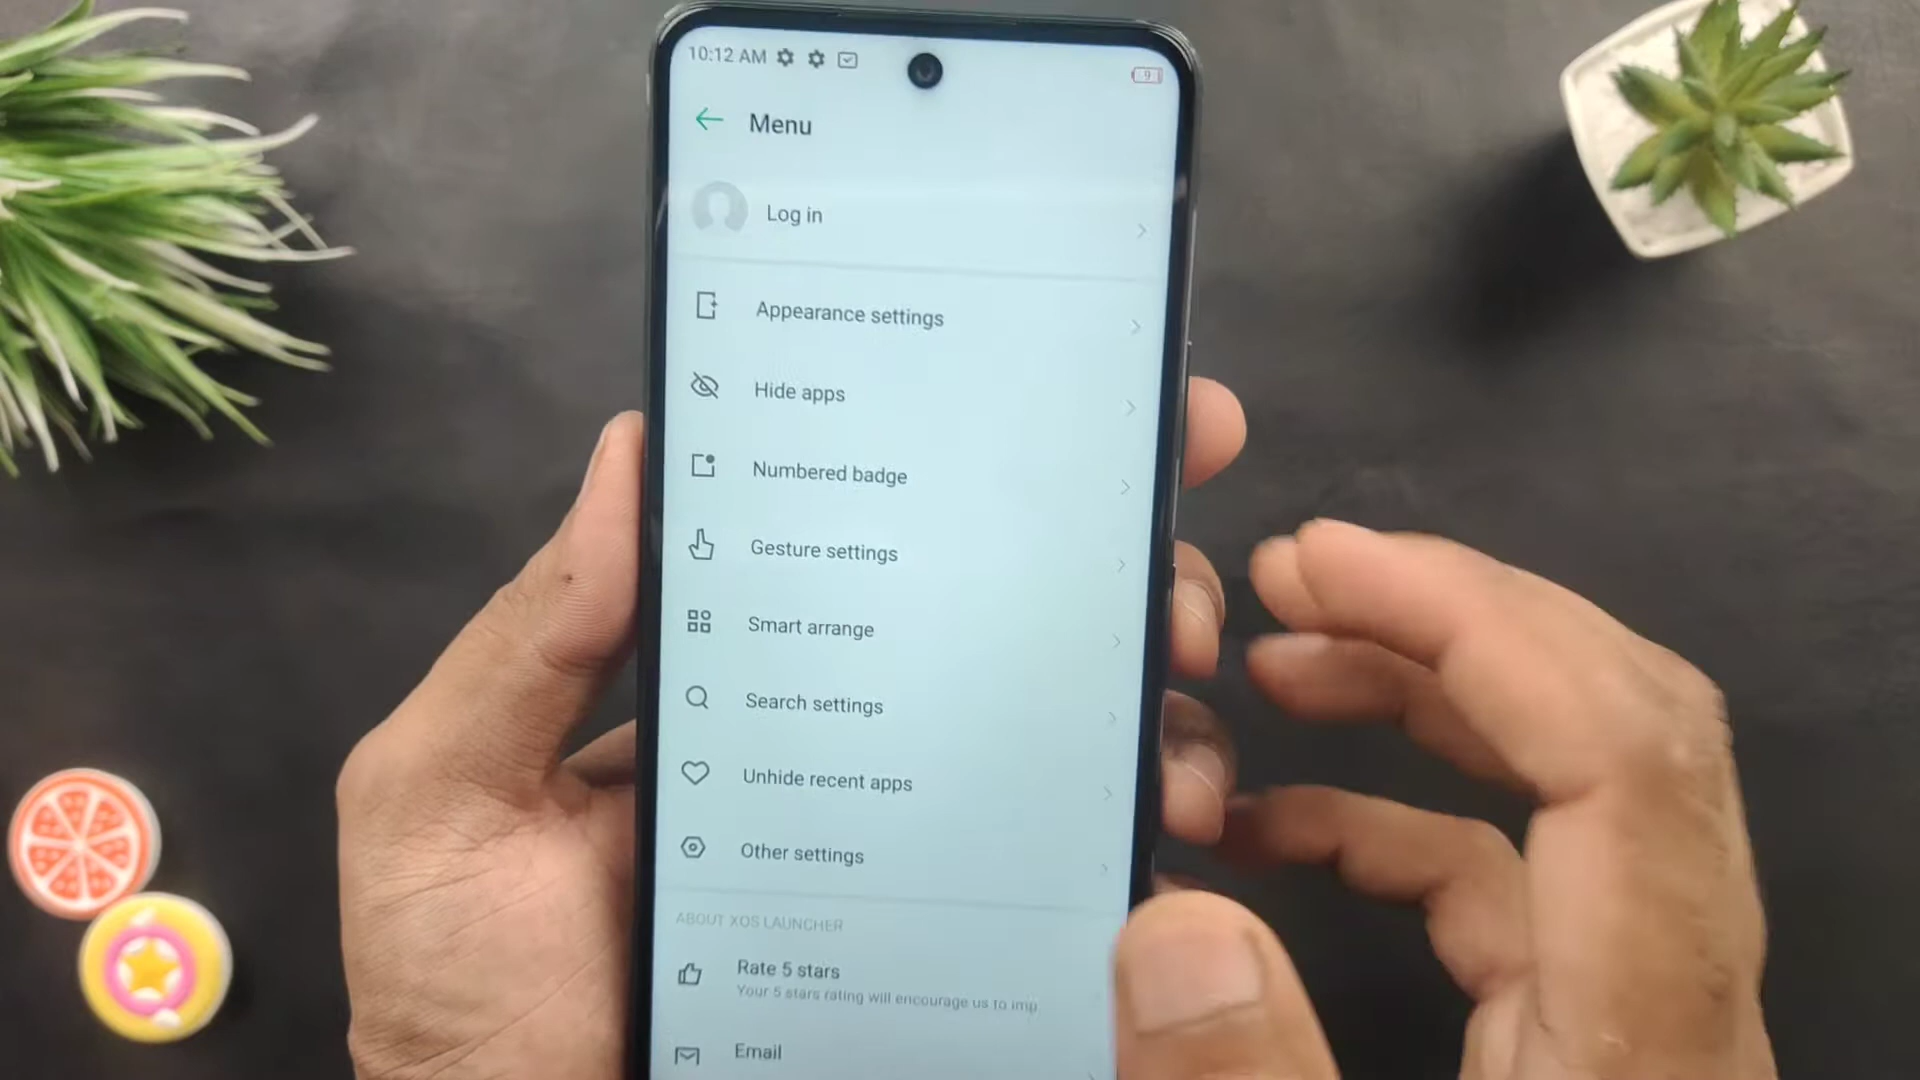 10:12 AM
9
Menu
Log in
Appearance settings
Hide apps
Numbered badge
Gesture settings
Smart arrange
Search settings
Unhide recent apps
Other settings
ABOUT XOS LAUNCHER
Rate 5 stars
Your 5 stars rating will encourage us to imp
Email